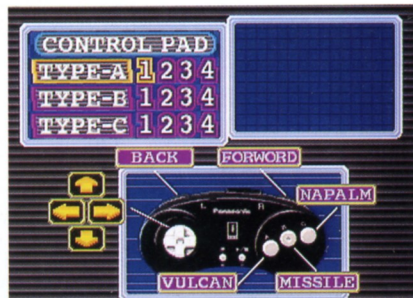 CONTROL PAD
TYPE-A 1 2 3 4
TYPE-B 1 2 3 4
TYPE-C 1 2 3 4
BACK FORWORD
L Panasonic R
NAPALM
VULCAN MISSILE